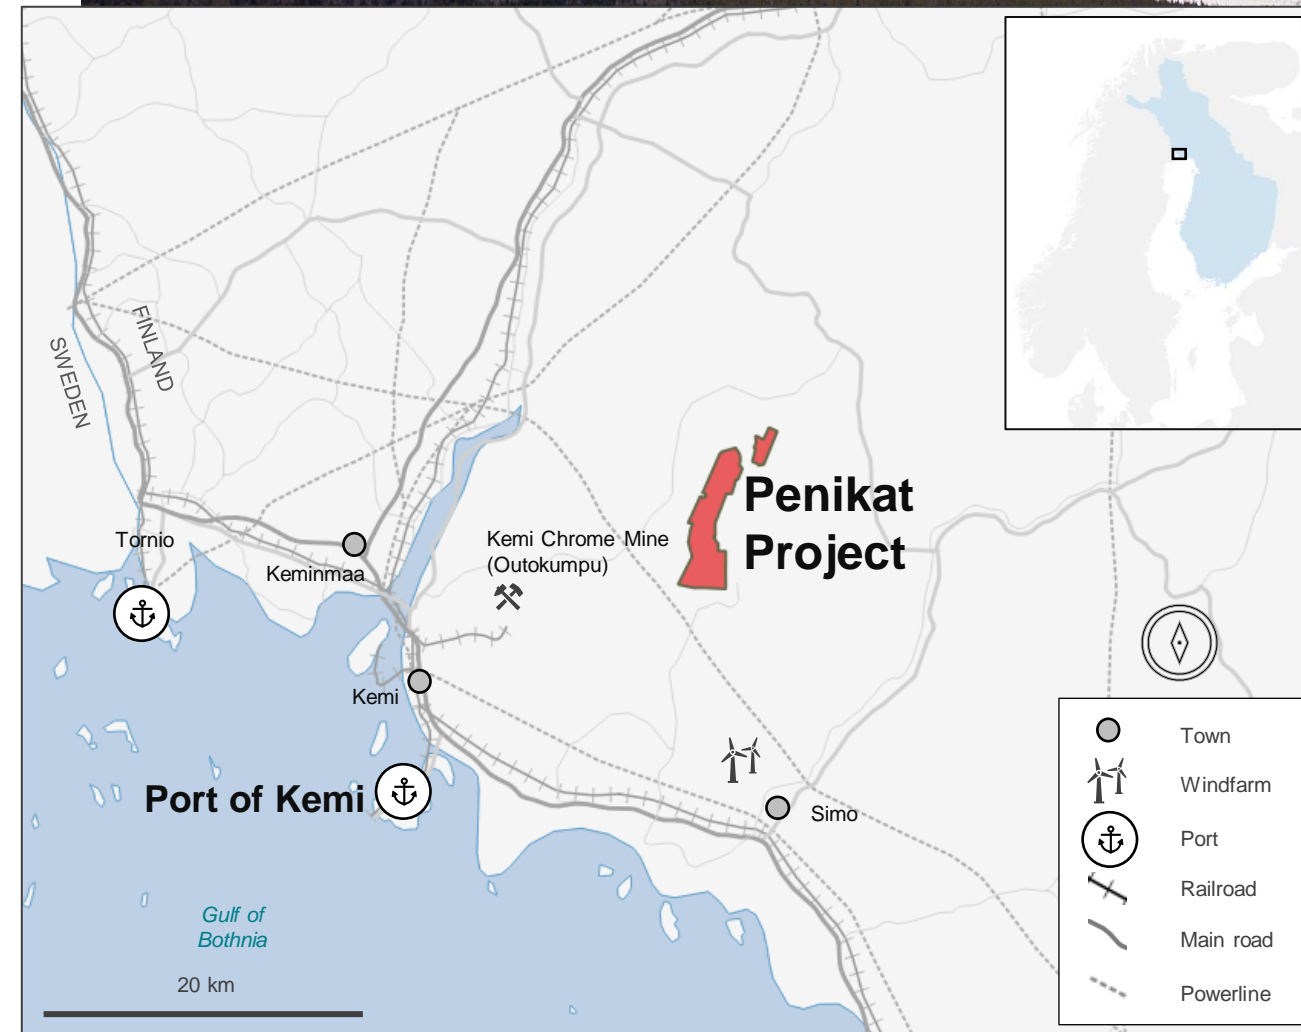 FINLAND
SWEDEN
Penikat
Project
Tornio
Kemi Chrome Mine
(Outokumpu)
Keminmaa
Kemi
Port of Kemi
Simo
Gulf of
Bothnia
20 km
Town
Windfarm
Port
Railroad
Main road
Powerline